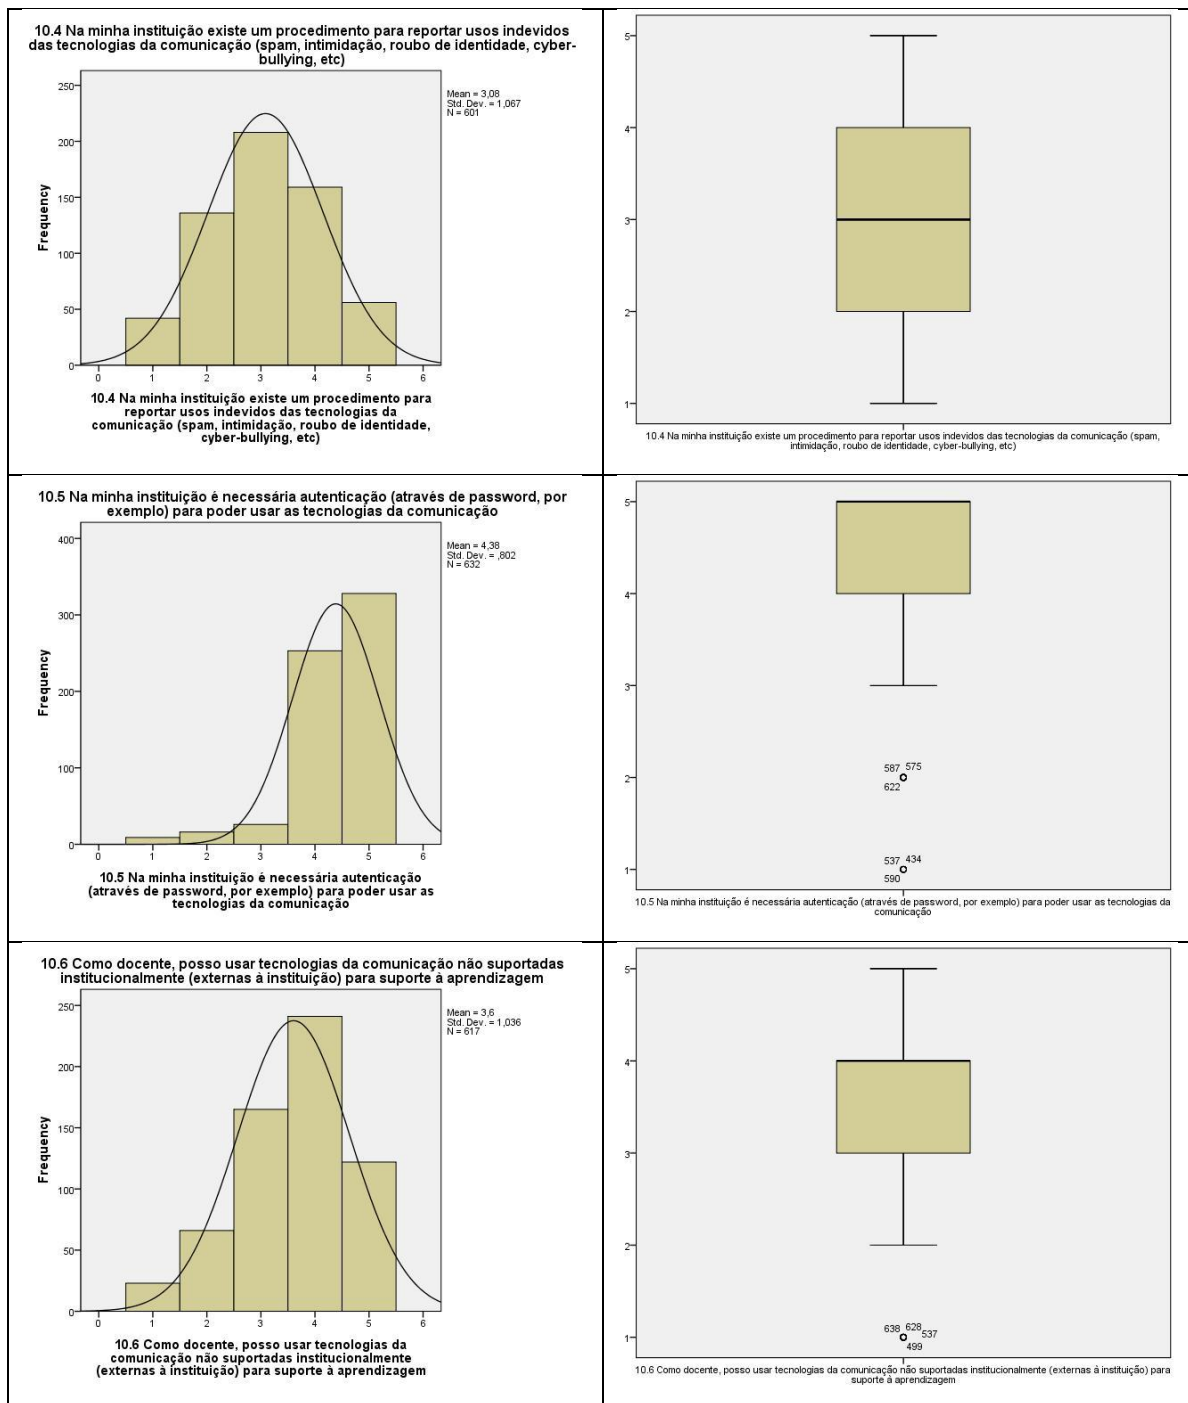 10.4 Na minha instituição existe um procedimento para reportar usos indevidos
das tecnologias da comunicação (spam, intimidação, roubo de identidade, cyber-
bullying, etc)
Mean = 3,08
Std. Dev. = 1,067
N = 601
Frequency
250
200
150
100
50
0
0 1 2 3 4 5 6
10.4 Na minha instituição existe um procedimento para
reportar usos indevidos das tecnologias da
comunicação (spam, intimidação, roubo de identidade,
cyber-bullying, etc)
5
4
3
2
1
10.4 Na minha instituição existe um procedimento para reportar usos indevidos das tecnologias da comunicação (spam,
intimidação, roubo de identidade, cyber-bullying, etc)
10.5 Na minha instituição é necessária autenticação (através de password, por
exemplo) para poder usar as tecnologias da comunicação
Mean = 4,38
Std. Dev. = ,802
N = 632
Frequency
400
300
200
100
0
0 1 2 3 4 5 6
10.5 Na minha instituição é necessária autenticação
(através de password, por exemplo) para poder usar as
tecnologias da comunicação
5
4
3
2
1
587 575
622
537 434
590
10.5 Na minha instituição é necessária autenticação (através de password, por exemplo) para poder usar as tecnologias da
comunicação
10.6 Como docente, posso usar tecnologias da comunicação não suportadas
institucionalmente (externas à instituição) para suporte à aprendizagem
Mean = 3,6
Std. Dev. = 1,036
N = 617
Frequency
250
200
150
100
50
0
0 1 2 3 4 5 6
10.6 Como docente, posso usar tecnologias da
comunicação não suportadas institucionalmente
(externas à instituição) para suporte à aprendizagem
5
4
3
2
1
638 628
537
499
10.6 Como docente, posso usar tecnologias da comunicação não suportadas institucionalmente (externas à instituição) para
suporte à aprendizagem